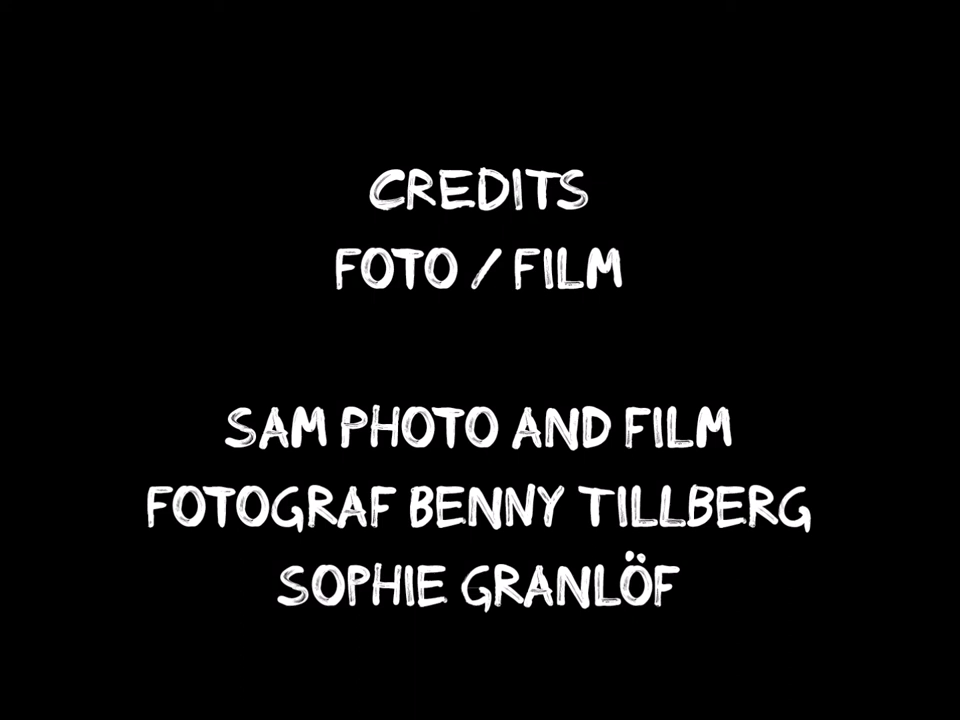 CREDITS
FOTO / FILM
SAM PHOTO AND FILM
FOTOGRAF BENNY TILLBERG
SOPHIE GRANLÖF